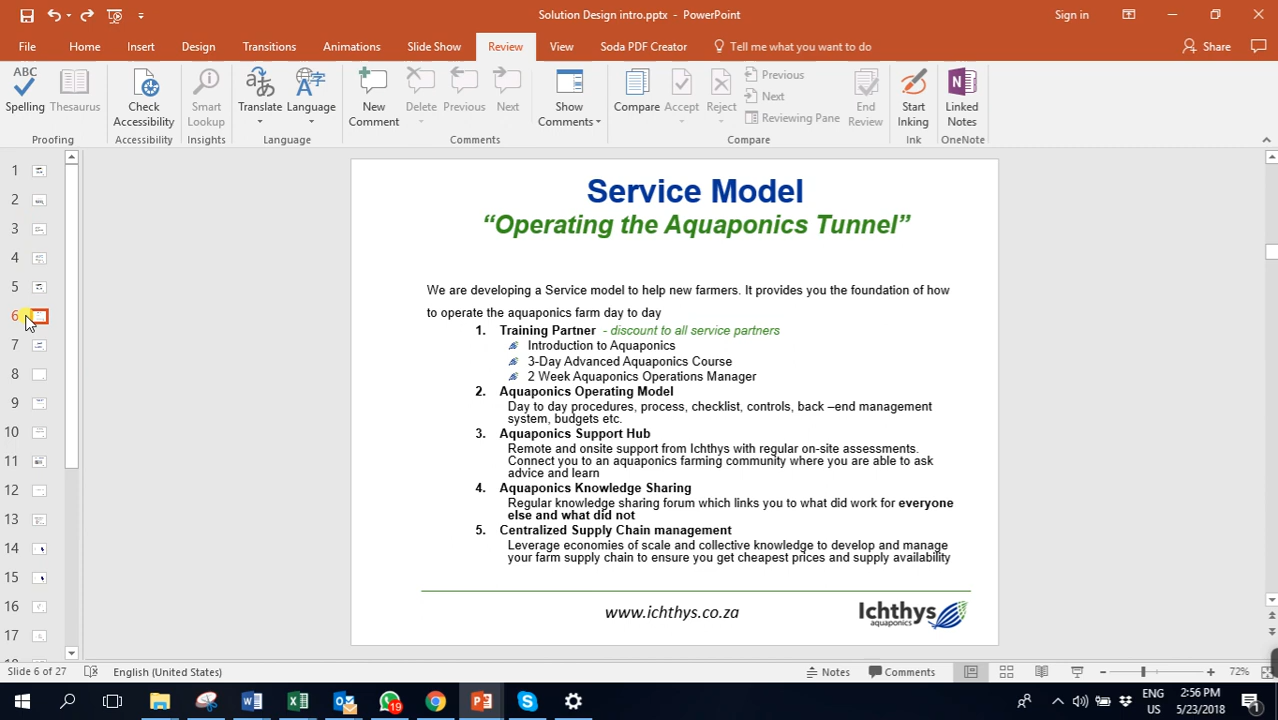 Solution Design intro.pptx - PowerPoint
Sign in
File
Home
Insert
Design
Transitions
Animations
Slide Show
Review
View
Soda PDF Creator
Tell me what you want to do
Share
ABC
Spelling
Thesaurus
Check
Accessibility
Smart
Lookup
Translate
Language
New
Comment
Delete
Previous
Next
Show
Comments
Compare
Accept
Reject
Previous
Next
Reviewing Pane
End
Review
Start
Inking
Linked
Notes
Proofing
Accessibility
Insights
Language
Comments
Compare
Ink
OneNote
1
2
3
4
5
6
7
8
9
10
11
12
13
14
15
16
17
Service Model
“Operating the Aquaponics Tunnel”
We are developing a Service model to help new farmers. It provides you the foundation of how
to operate the aquaponics farm day to day
1. Training Partner - discount to all service partners
Introduction to Aquaponics
3-Day Advanced Aquaponics Course
2 Week Aquaponics Operations Manager
2. Aquaponics Operating Model
Day to day procedures, process, checklist, controls, back –end management
system, budgets etc.
3. Aquaponics Support Hub
Remote and onsite support from Ichthys with regular on-site assessments.
Connect you to an aquaponics farming community where you are able to ask
advice and learn
4. Aquaponics Knowledge Sharing
Regular knowledge sharing forum which links you to what did work for everyone
else and what did not
5. Centralized Supply Chain management
Leverage economies of scale and collective knowledge to develop and manage
your farm supply chain to ensure you get cheapest prices and supply availability
www.ichthys.co.za
Ichthys
aquaponics
Slide 6 of 27
English (United States)
Notes
Comments
72%
19
ENG
US
2:56 PM
5/23/2018
1